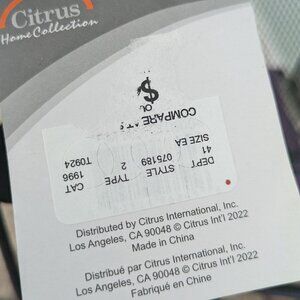 Citrus
Home Collection
DEPT STYLE TYPE CAT
41 075189 2 1996
SIZE EA T0924
COMPARE
$
Distributed by Citrus International, Inc.
Los Angeles, CA 90048 © Citrus Int'l 2022
Made in China
Distribué par Citrus International, Inc.
Los Angeles, CA 90048 © Citrus Int'l 2022
Fabriqué en Chine